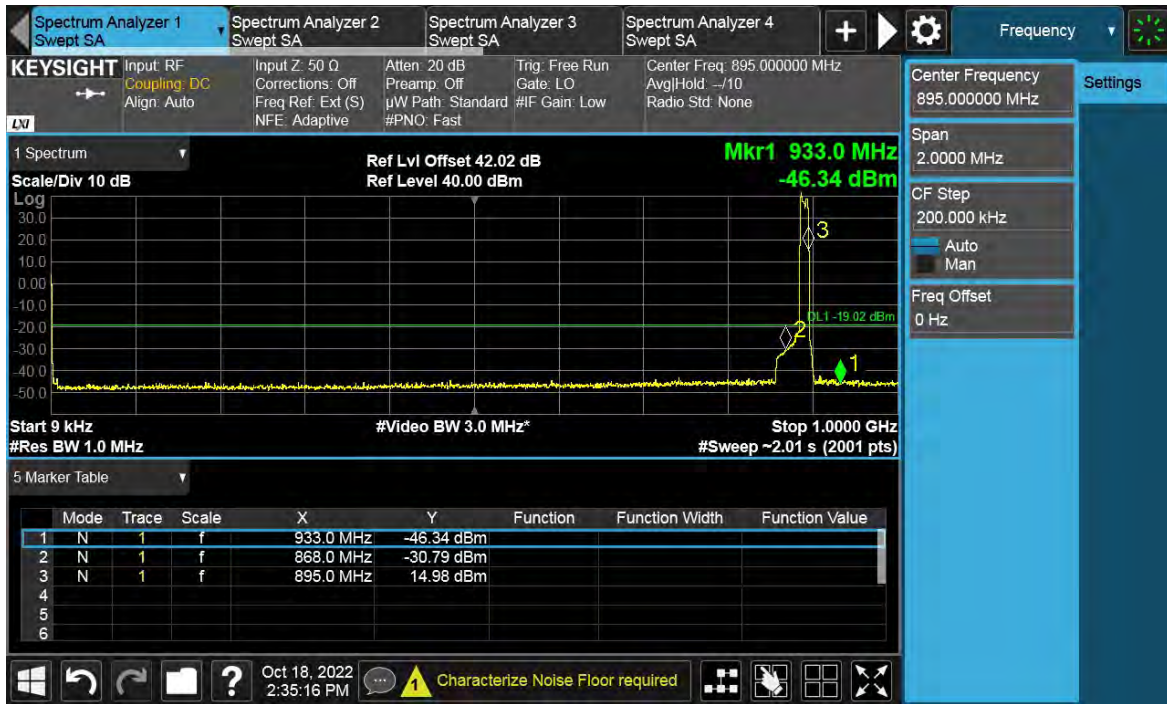 Spectrum Analyzer 1
Swept SA
Spectrum Analyzer 2
Swept SA
Spectrum Analyzer 3
Swept SA
Spectrum Analyzer 4
Swept SA
+
Frequency
KEYSIGHT
LXI
Input: RF
Coupling: DC
Align: Auto
Input Z: 50 Ω
Corrections: Off
Freq Ref: Ext (S)
NFE: Adaptive
Atten: 20 dB
Preamp: Off
µW Path: Standard
#PNO: Fast
Trig: Free Run
Gate: LO
#IF Gain: Low
Center Freq: 895.000000 MHz
Avg|Hold: --/10
Radio Std: None
Center Frequency
895.000000 MHz
Settings
Span
2.0000 MHz
CF Step
200.000 kHz
Auto
Man
Freq Offset
0 Hz
1 Spectrum
Scale/Div 10 dB
Ref Lvl Offset 42.02 dB
Ref Level 40.00 dBm
Mkr1 933.0 MHz
-46.34 dBm
Log
30.0
20.0
10.0
0.00
-10.0
-20.0
-30.0
-40.0
-50.0
3
DL1 -19.02 dBm
2
1
Start 9 kHz
#Res BW 1.0 MHz
#Video BW 3.0 MHz*
Stop 1.0000 GHz
#Sweep ~2.01 s (2001 pts)
5 Marker Table
Mode Trace Scale X Y Function Function Width Function Value
1 N 1 f 933.0 MHz -46.34 dBm
2 N 1 f 868.0 MHz -30.79 dBm
3 N 1 f 895.0 MHz 14.98 dBm
4
5
6
?
Oct 18, 2022
2:35:16 PM
1
Characterize Noise Floor required